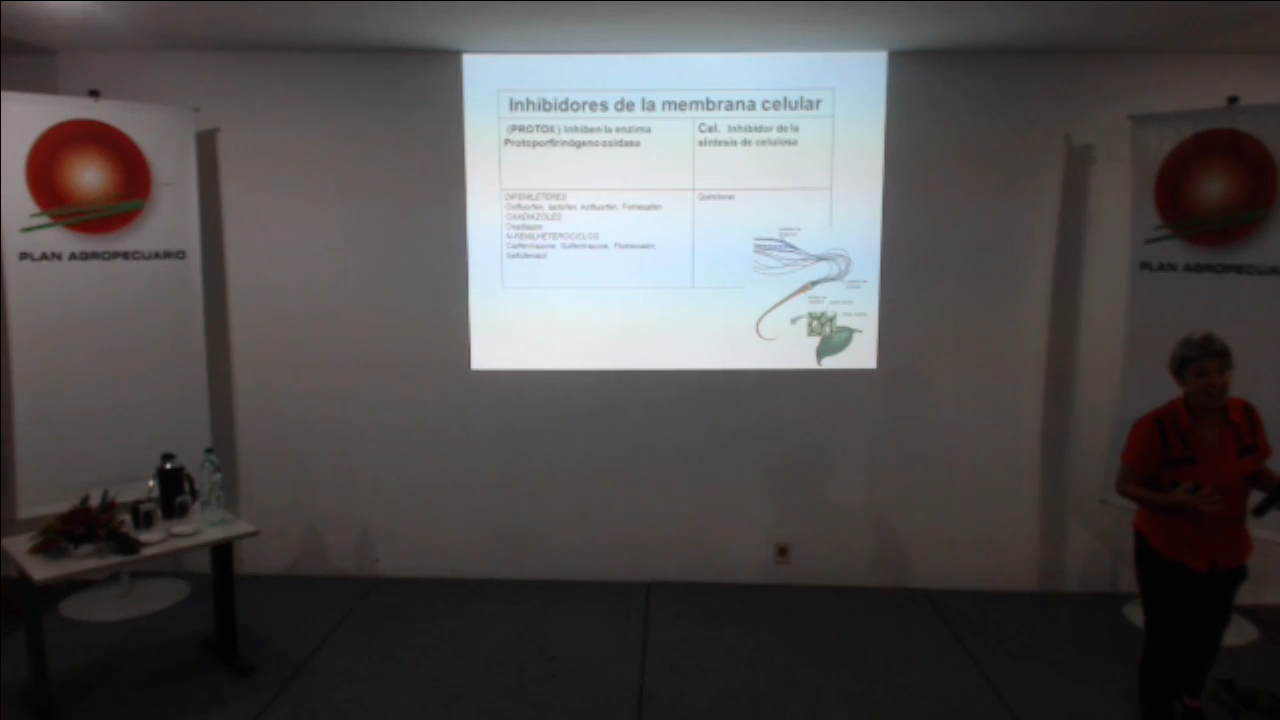 Inhibidores de la membrana celular
(PROTOX) Inhiben la enzima
Protoporfirinógeno oxidasa
Cel. Inhibidor de la
síntesis de celulosa
DIFENILETERES
Oxifluorfen, lactofen, Acifluorfen, Fomesafen
OXADIAZOLES
Oxadiazon
N-FENILHETEROCICLOS
Carfentrazone, Sulfentrazone, Flumioxazin
Saflufenacil
Quinclorac
PLAN AGROPECUARIO
PLAN AGROPECUA